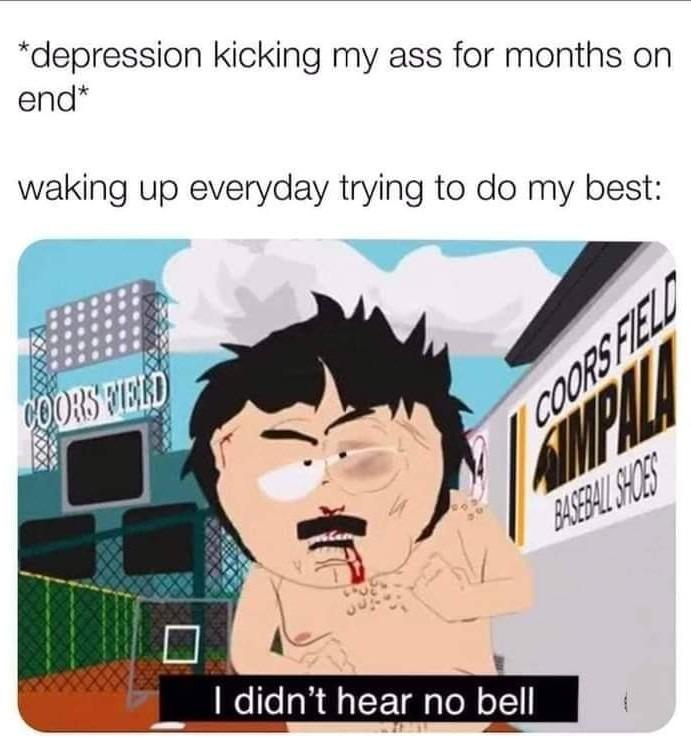 *depression kicking my ass for months on
end*
waking up everyday trying to do my best:
COORS FIELD
COORS FIELD
IMPALA
BASEBALL SHOES
4
I didn't hear no bell